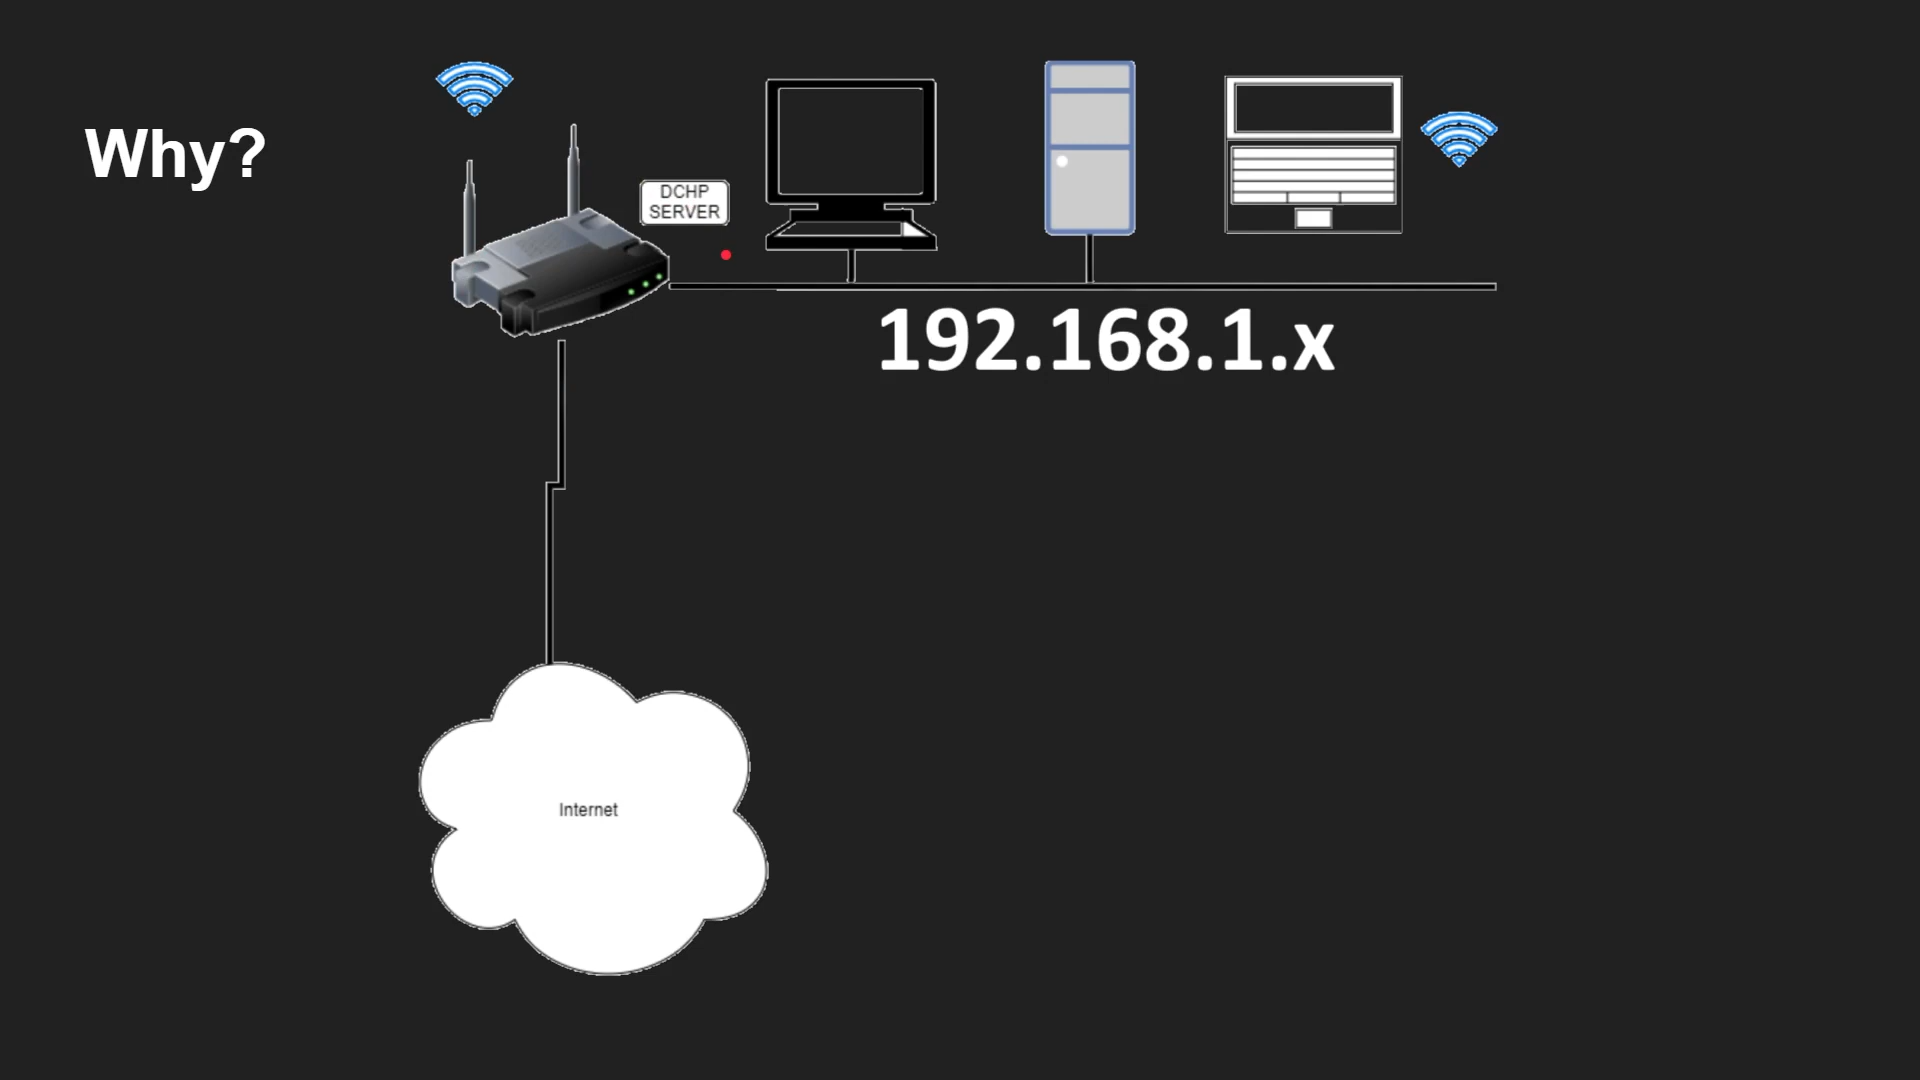 Why?
DCHP
SERVER
192.168.1.x
Internet